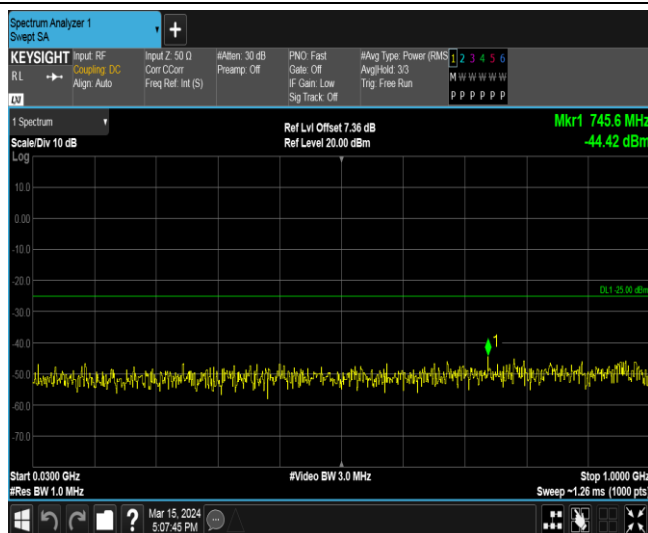 Spectrum Analyzer 1
Swept SA
+
KEYSIGHT
RL
LXI
Input: RF
Coupling: DC
Align: Auto
Input Z: 50 Ω
Corr CCorr
Freq Ref: Int (S)
#Atten: 30 dB
Preamp: Off
PNO: Fast
Gate: Off
IF Gain: Low
Sig Track: Off
#Avg Type: Power (RMS
Avg|Hold: 3/3
Trig: Free Run
1 2 3 4 5 6
M W W W W W
P P P P P P
1 Spectrum
Scale/Div 10 dB
Log
Ref Lvl Offset 7.36 dB
Ref Level 20.00 dBm
Mkr1 745.6 MHz
-44.42 dBm
10.0
0.00
-10.0
-20.0
DL1 -25.00 dBm
-30.0
-40.0
1
-50.0
-60.0
-70.0
Start 0.0300 GHz
#Res BW 1.0 MHz
#Video BW 3.0 MHz
Stop 1.0000 GHz
Sweep ~1.26 ms (1000 pts)
?
Mar 15, 2024
5:07:45 PM